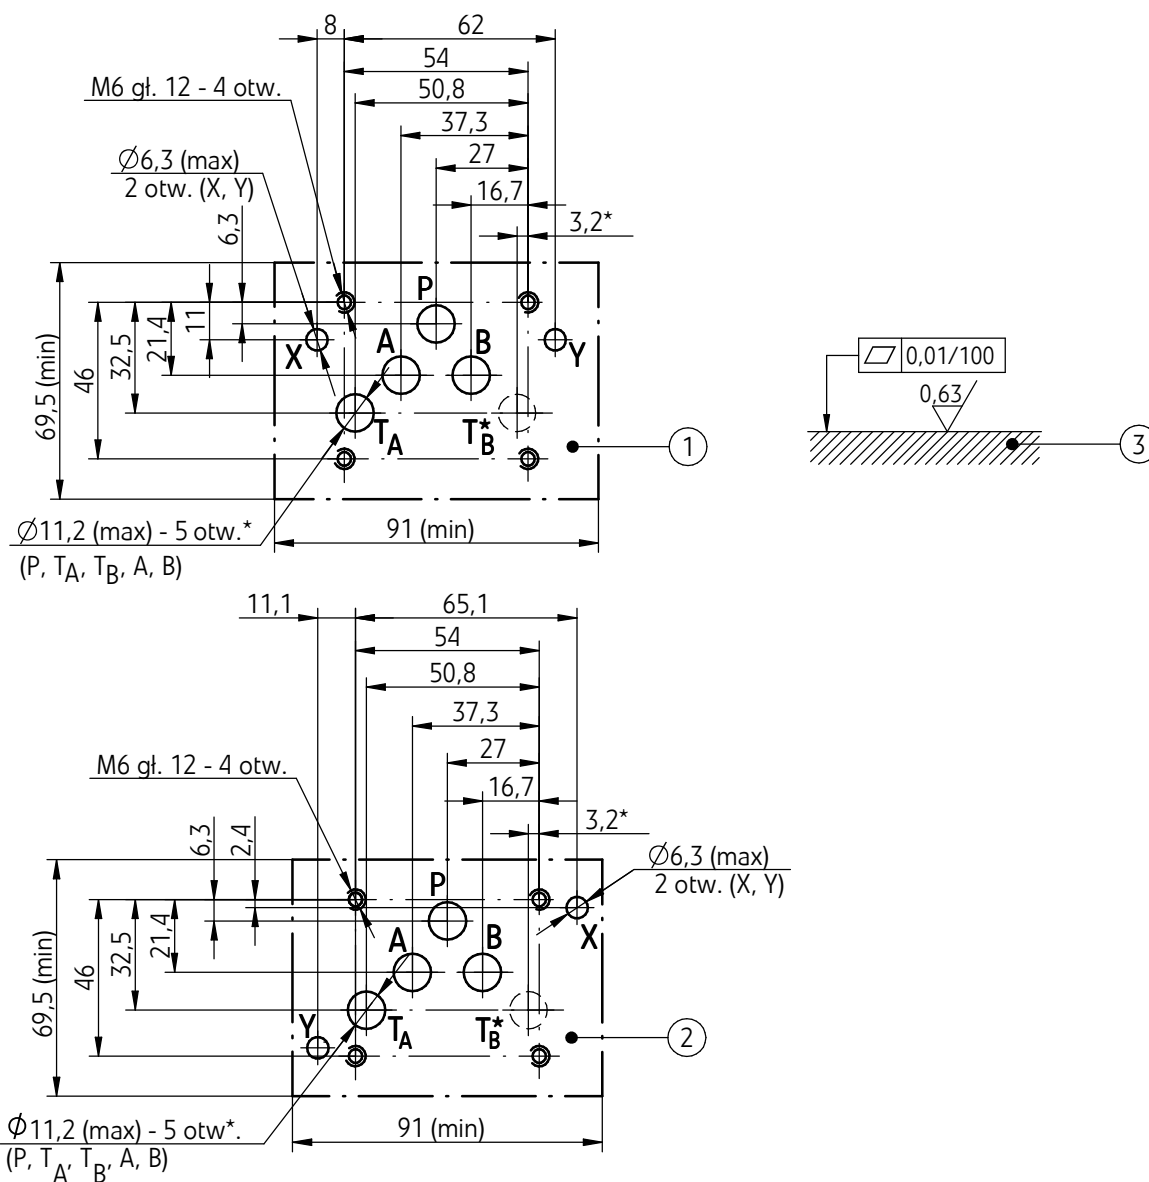 8
62
54
M6 gł. 12 - 4 otw.
50,8
37,3
∅6,3 (max)
2 otw. (X, Y)
27
16,7
6,3
3,2*
P
11
21,4
32,5
46
69,5 (min)
X
A
B
Y
T_A
T_B*
1
∅11,2 (max) - 5 otw.*
(P, T_A, T_B, A, B)
91 (min)
0,01/100
0,63
3
11,1
65,1
54
50,8
37,3
M6 gł. 12 - 4 otw.
27
16,7
6,3
2,4
3,2*
∅6,3 (max)
2 otw. (X, Y)
P
X
21,4
32,5
46
69,5 (min)
A
B
Y
T_A
T_B*
2
∅11,2 (max) - 5 otw*.
(P, T_A, T_B, A, B)
91 (min)